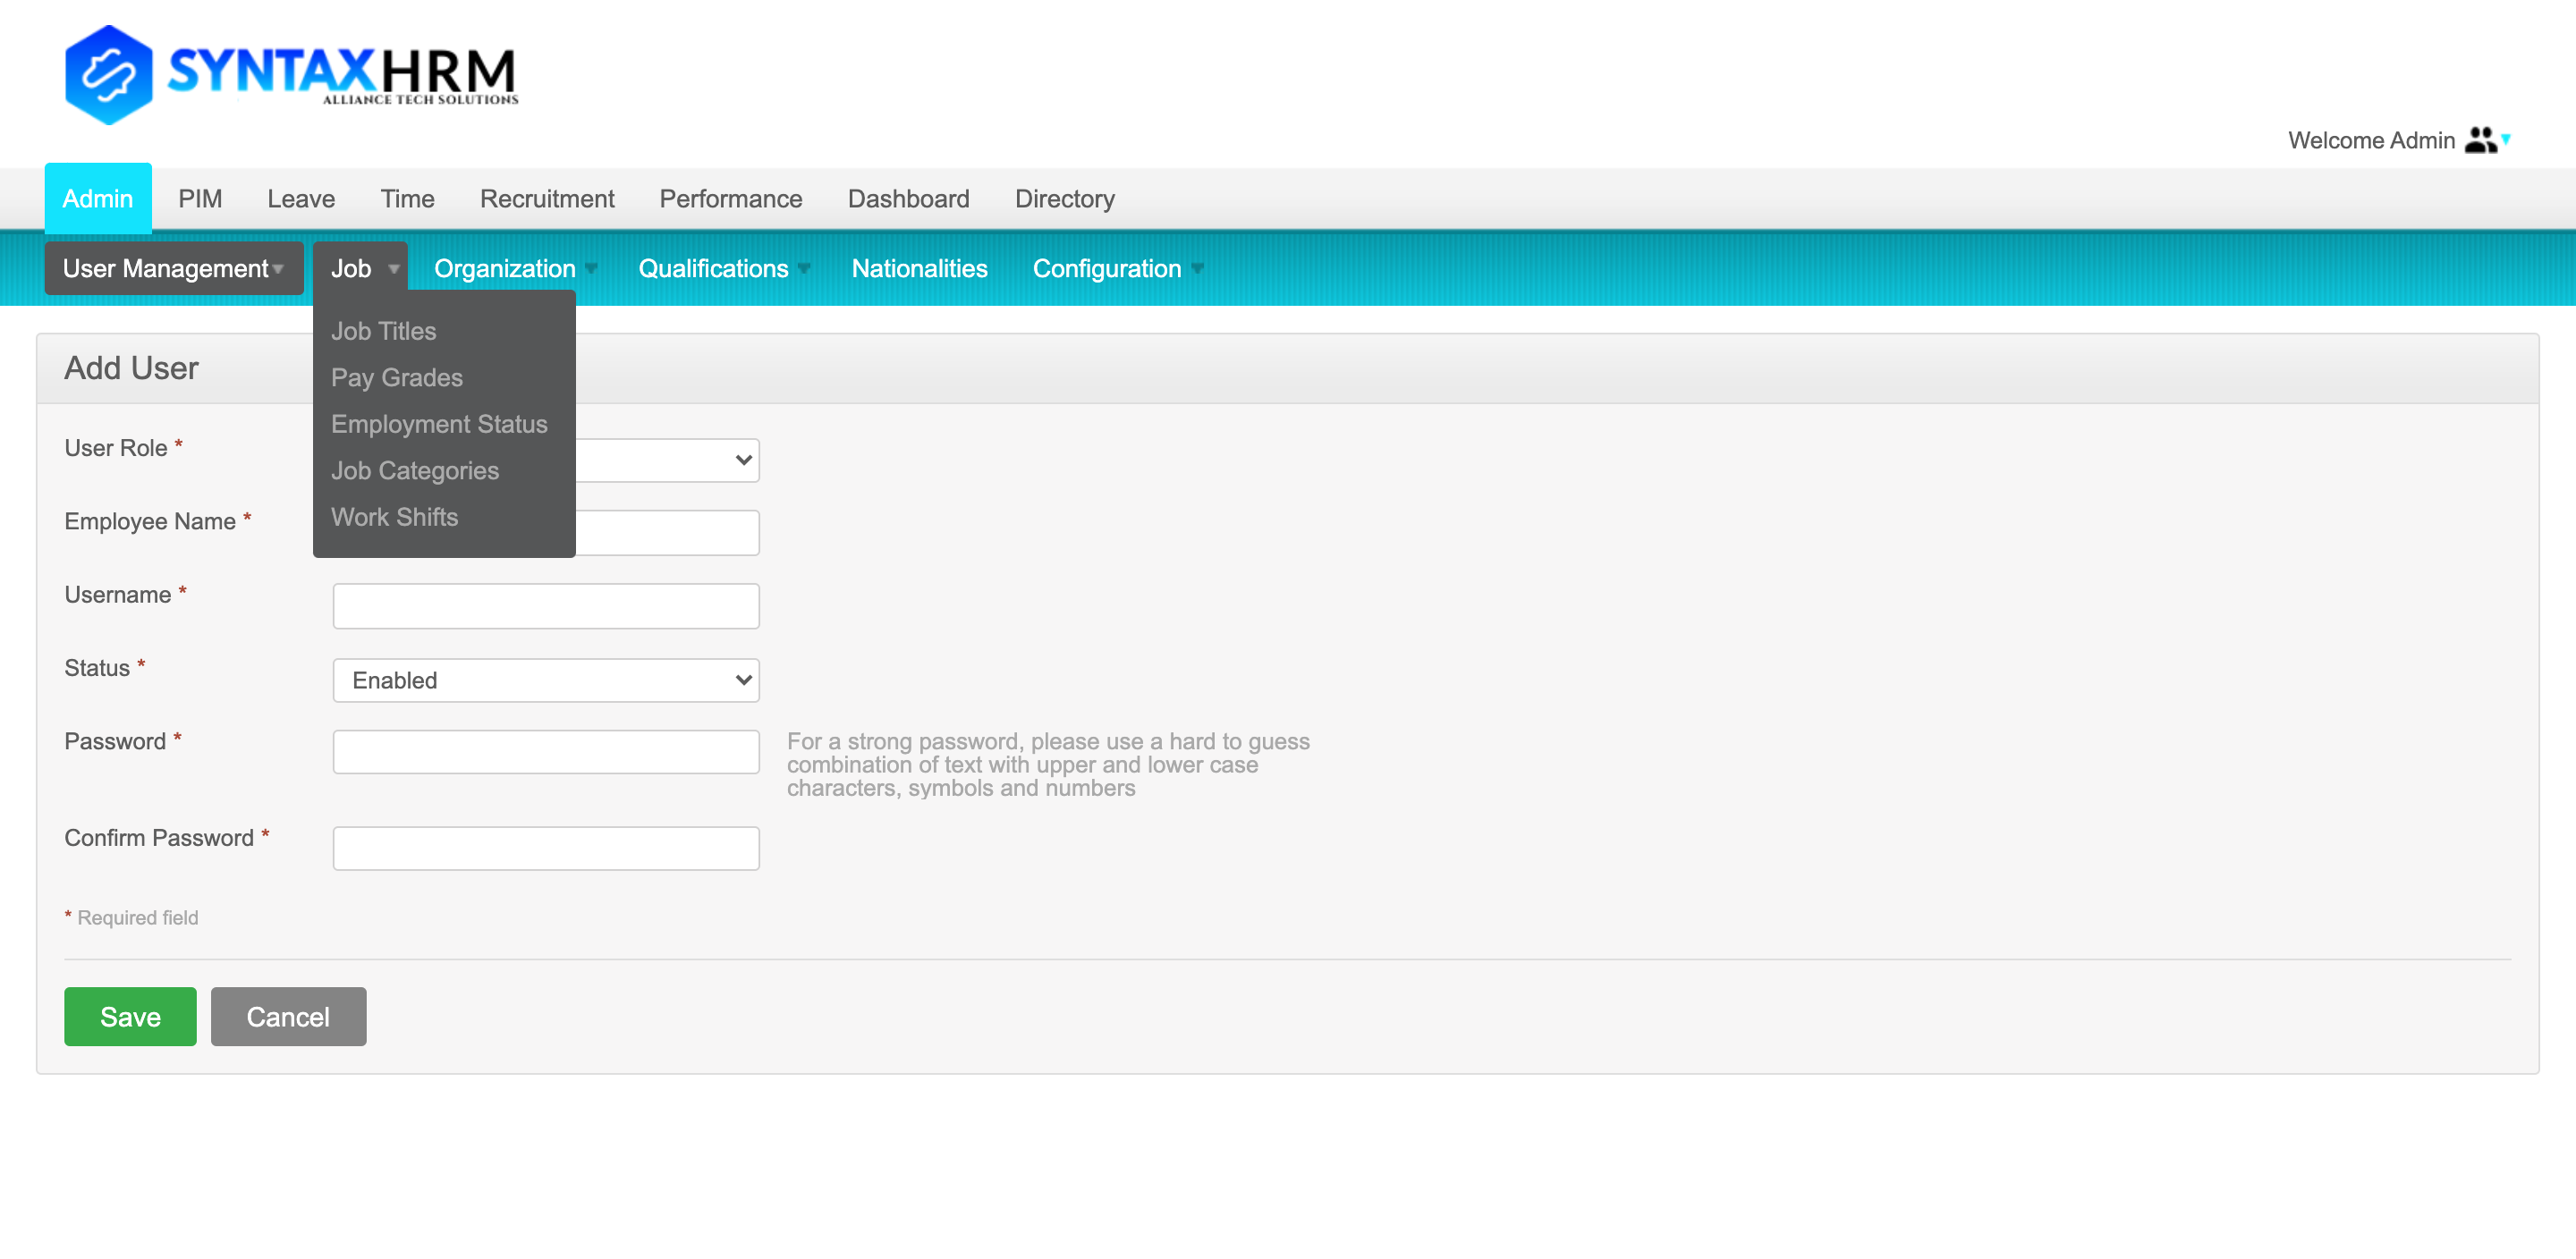 SYNTAXHRM
ALLIANCE TECH SOLUTIONS
Welcome Admin
Admin PIM Leave Time Recruitment Performance Dashboard Directory
User Management Job Organization Qualifications Nationalities Configuration
Job Titles
Pay Grades
Employment Status
Job Categories
Work Shifts
Add User
User Role *
Employee Name *
Username *
Status * Enabled
Password * For a strong password, please use a hard to guess
combination of text with upper and lower case
characters, symbols and numbers
Confirm Password *
* Required field
Save Cancel